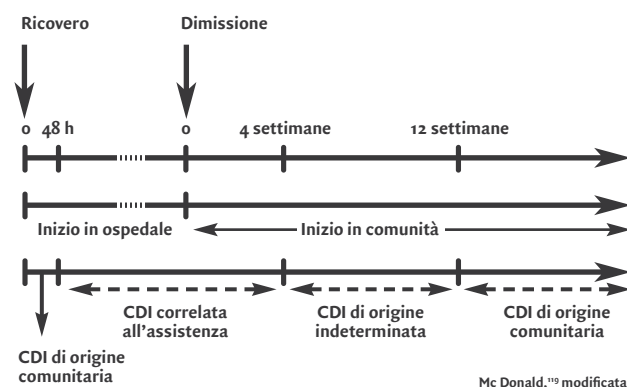 Ricovero Dimissione
0 48 h 0 4 settimane 12 settimane
Inizio in ospedale Inizio in comunità
CDI correlata
all'assistenza
CDI di origine
indeterminata
CDI di origine
comunitaria
CDI di origine
comunitaria
Mc Donald,¹¹⁹ modificata